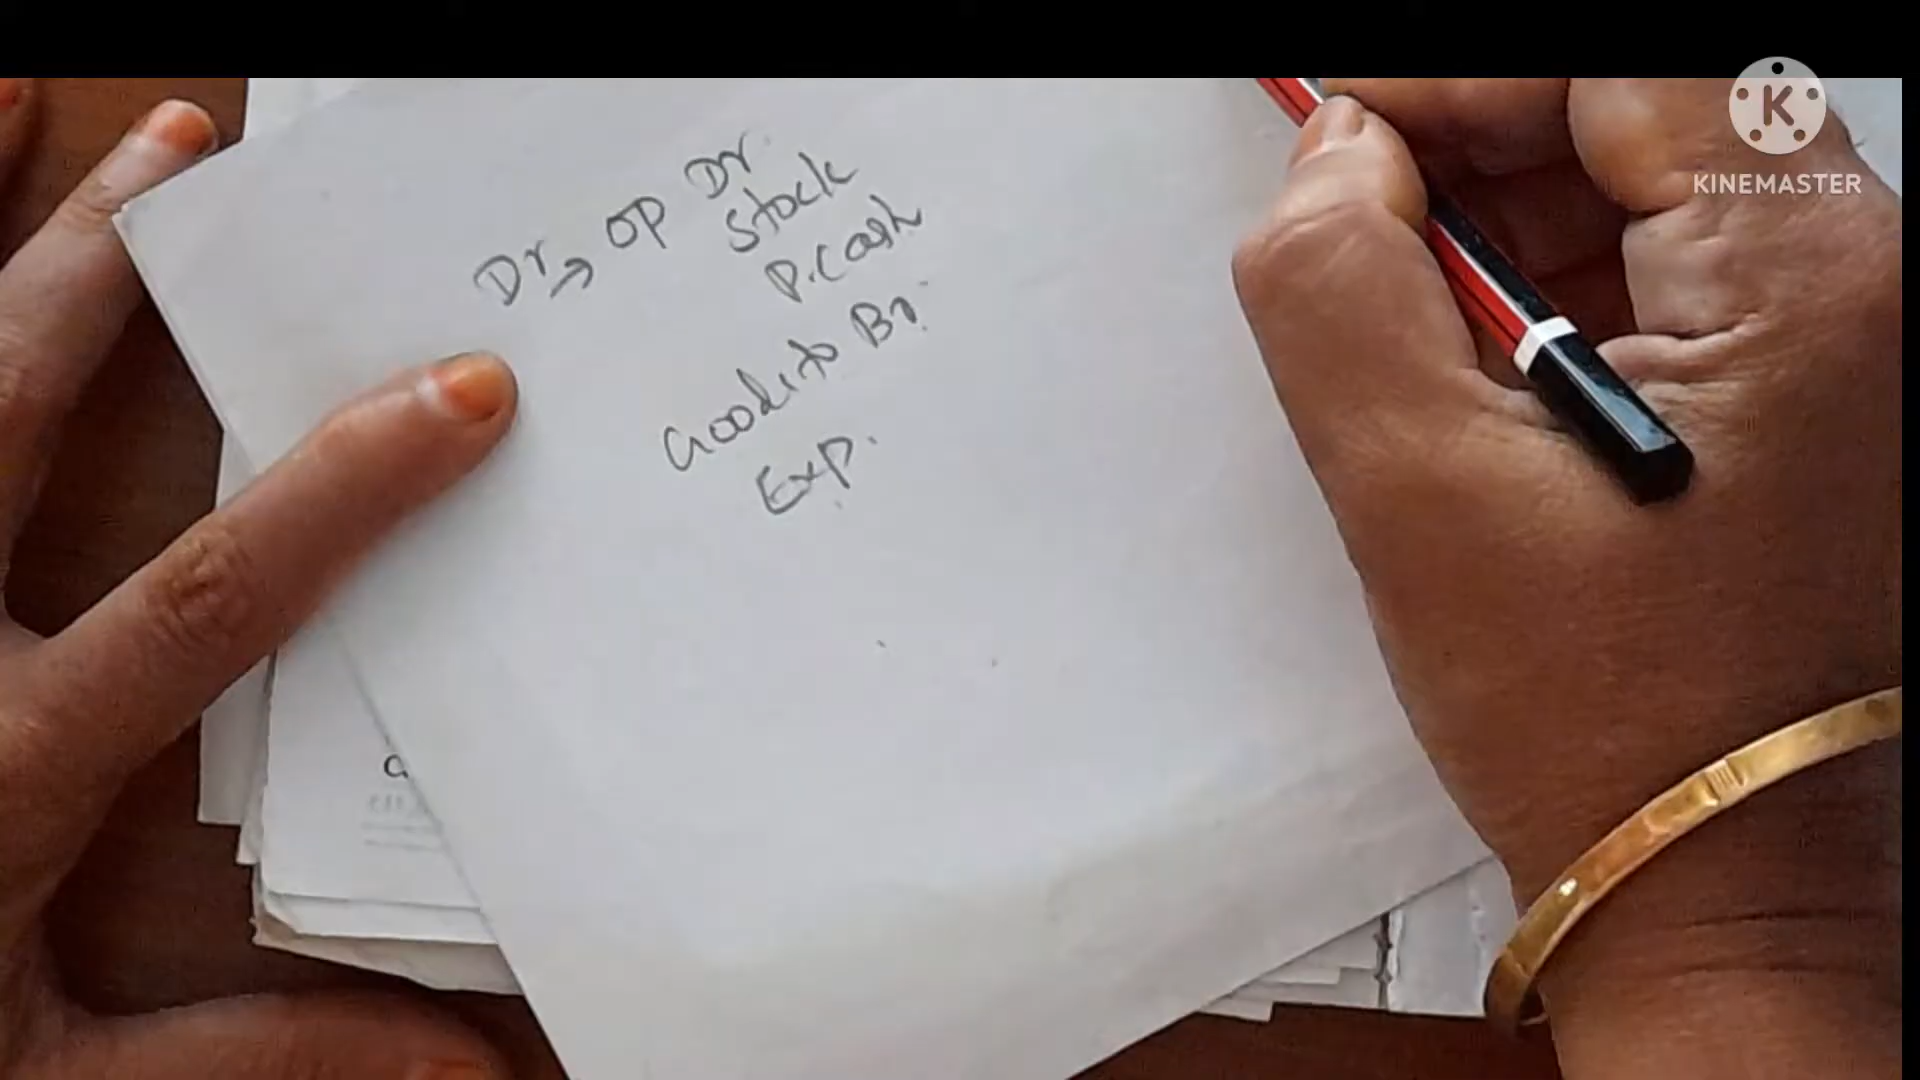 Dr → OP Dr.
Stock
P. Cash
Goods to Br.
Exp.
K
KINEMASTER